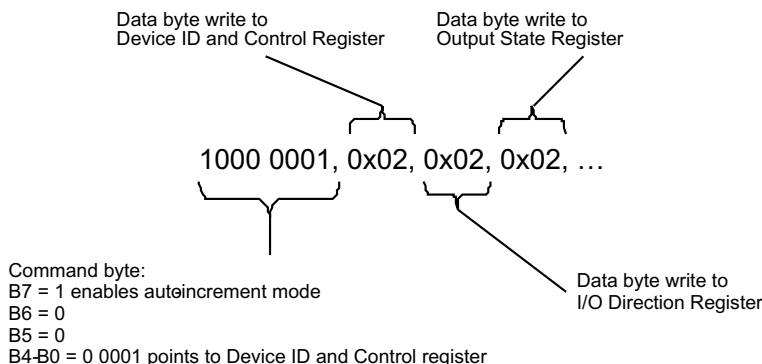 Data byte write to
Device ID and Control Register
Data byte write to
Output State Register
1000 0001, 0x02, 0x02, 0x02, …
Command byte:
B7 = 1 enables autoincrement mode
B6 = 0
B5 = 0
B4-B0 = 0 0001 points to Device ID and Control register
Data byte write to
I/O Direction Register